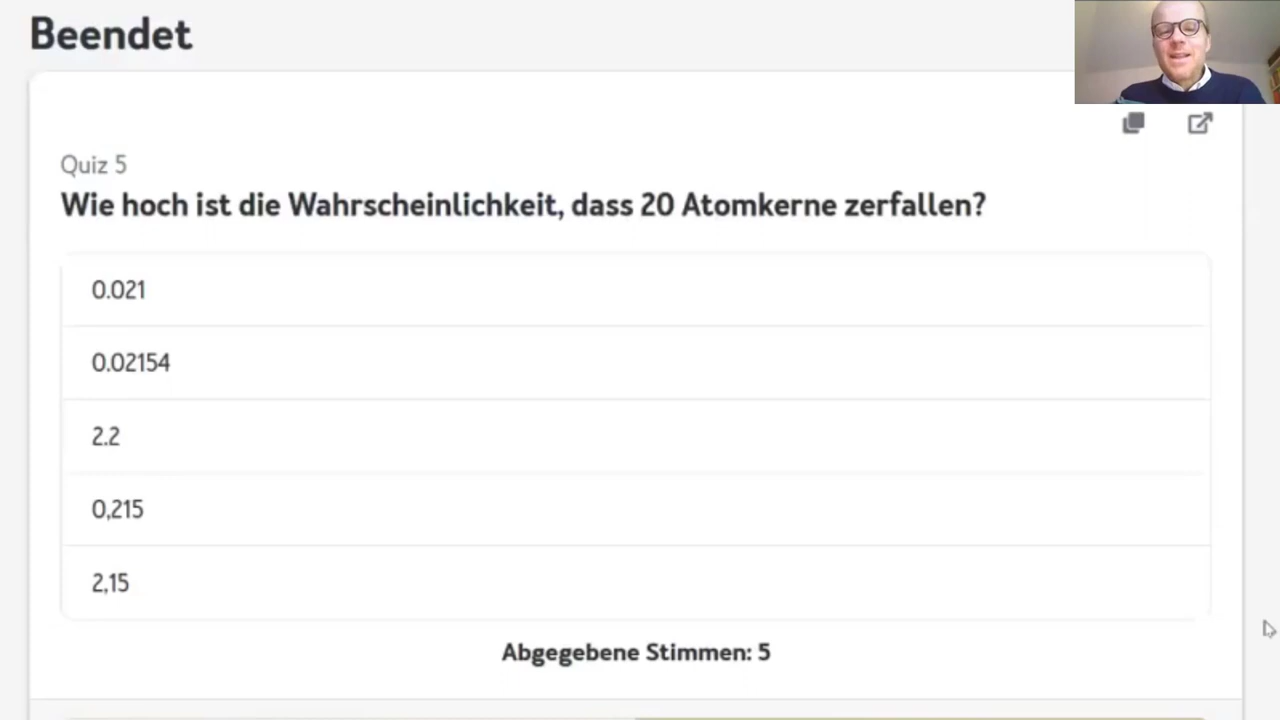 Beendet
Quiz 5
Wie hoch ist die Wahrscheinlichkeit, dass 20 Atomkerne zerfallen?
0.021
0.02154
2.2
0,215
2,15
Abgegebene Stimmen: 5